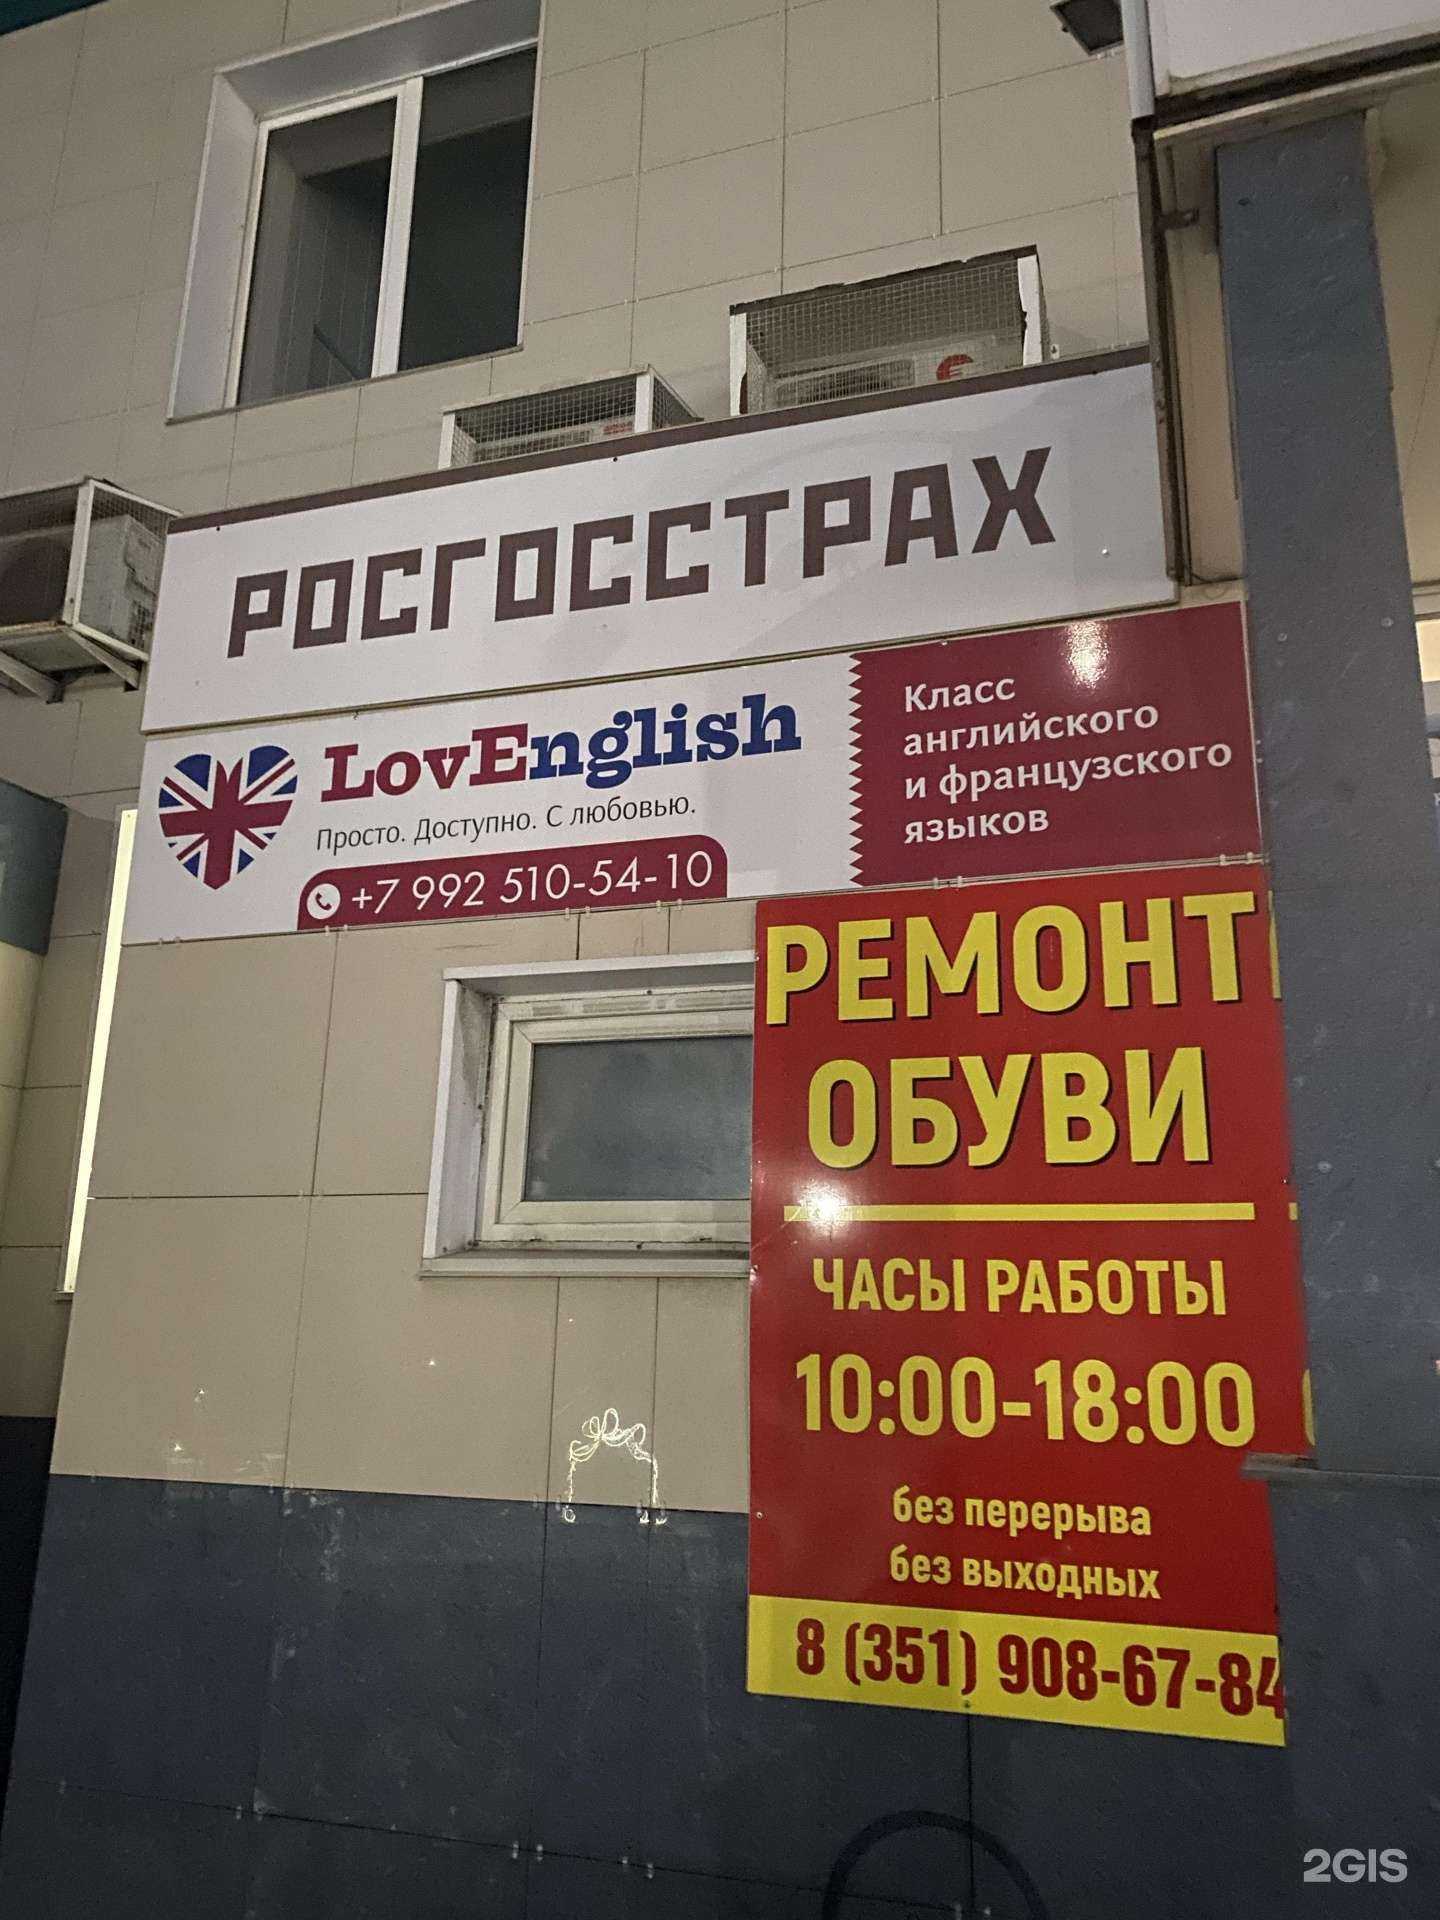 РОСГОССТРАХ
LovEnglish
Просто. Доступно. С любовью.
+7 992 510-54-10
Класс
английского
и французского
языков
РЕМОНТ
ОБУВИ
ЧАСЫ РАБОТЫ
10:00-18:00
без перерыва
без выходных
8 (351) 908-67-84
2GIS